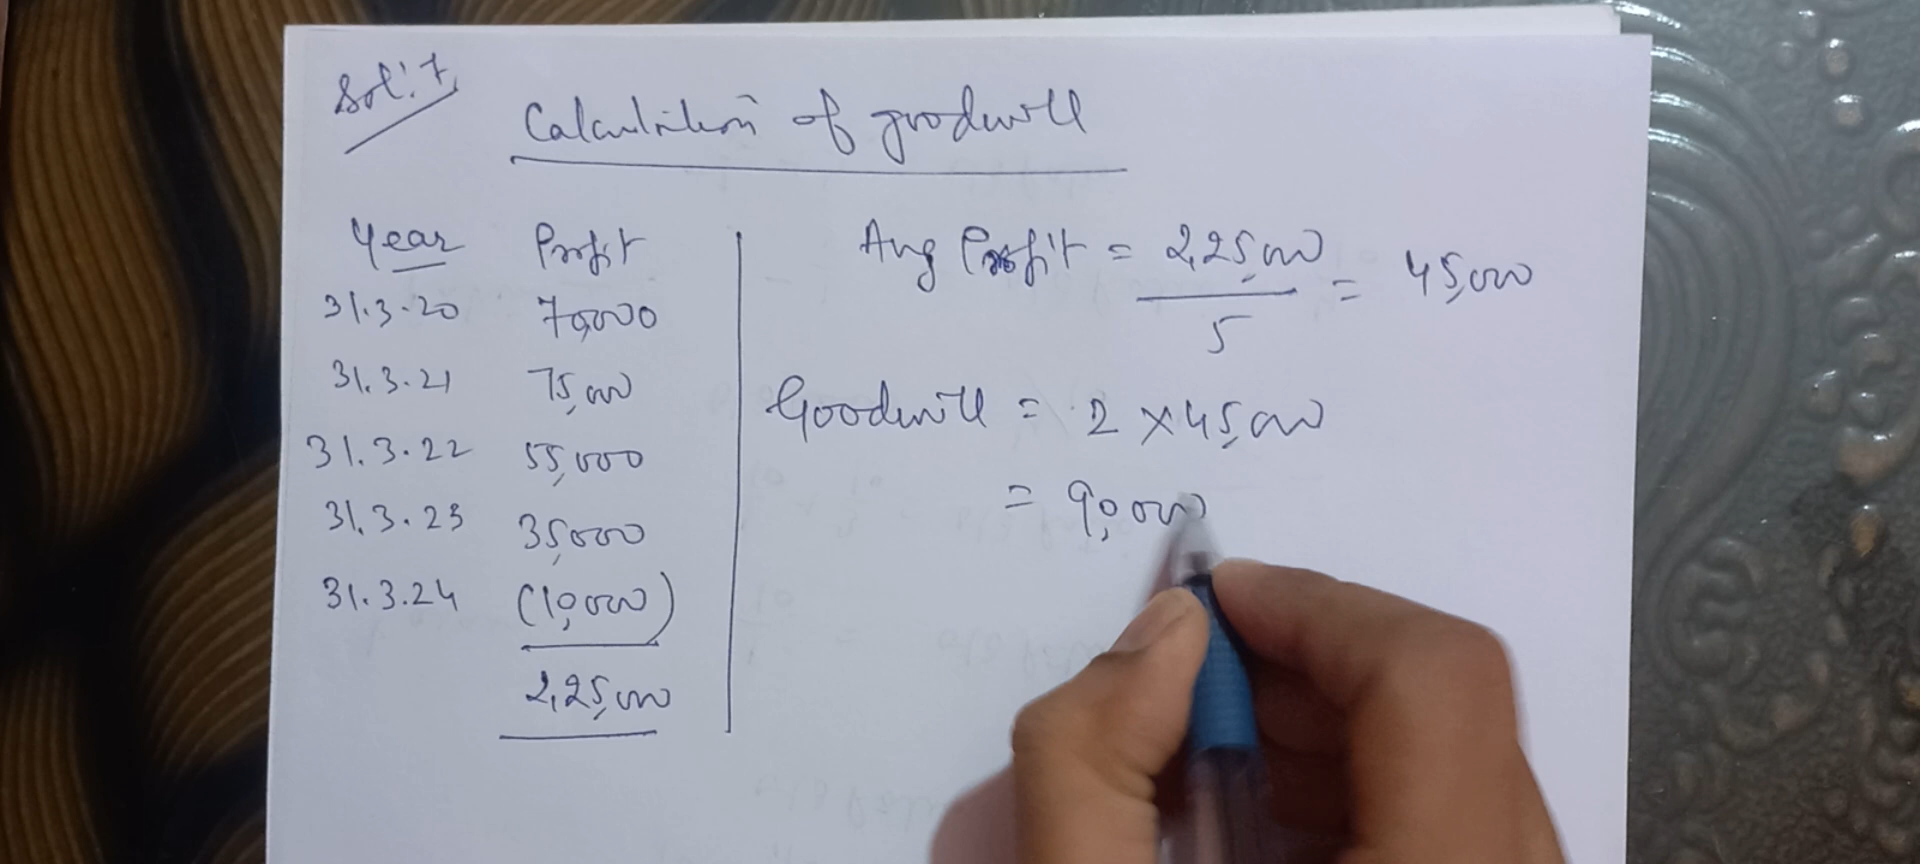 Sol:7
Calculation of goodwill
Year Profit
31.3.20 70,000
31.3.21 75,000
31.3.22 55,000
31.3.23 35,000
31.3.24 (10,000)
2,25,000
Avg Profit = 2,25,000 / 5 = 45,000
Goodwill = 2 × 45,000
= 90,000